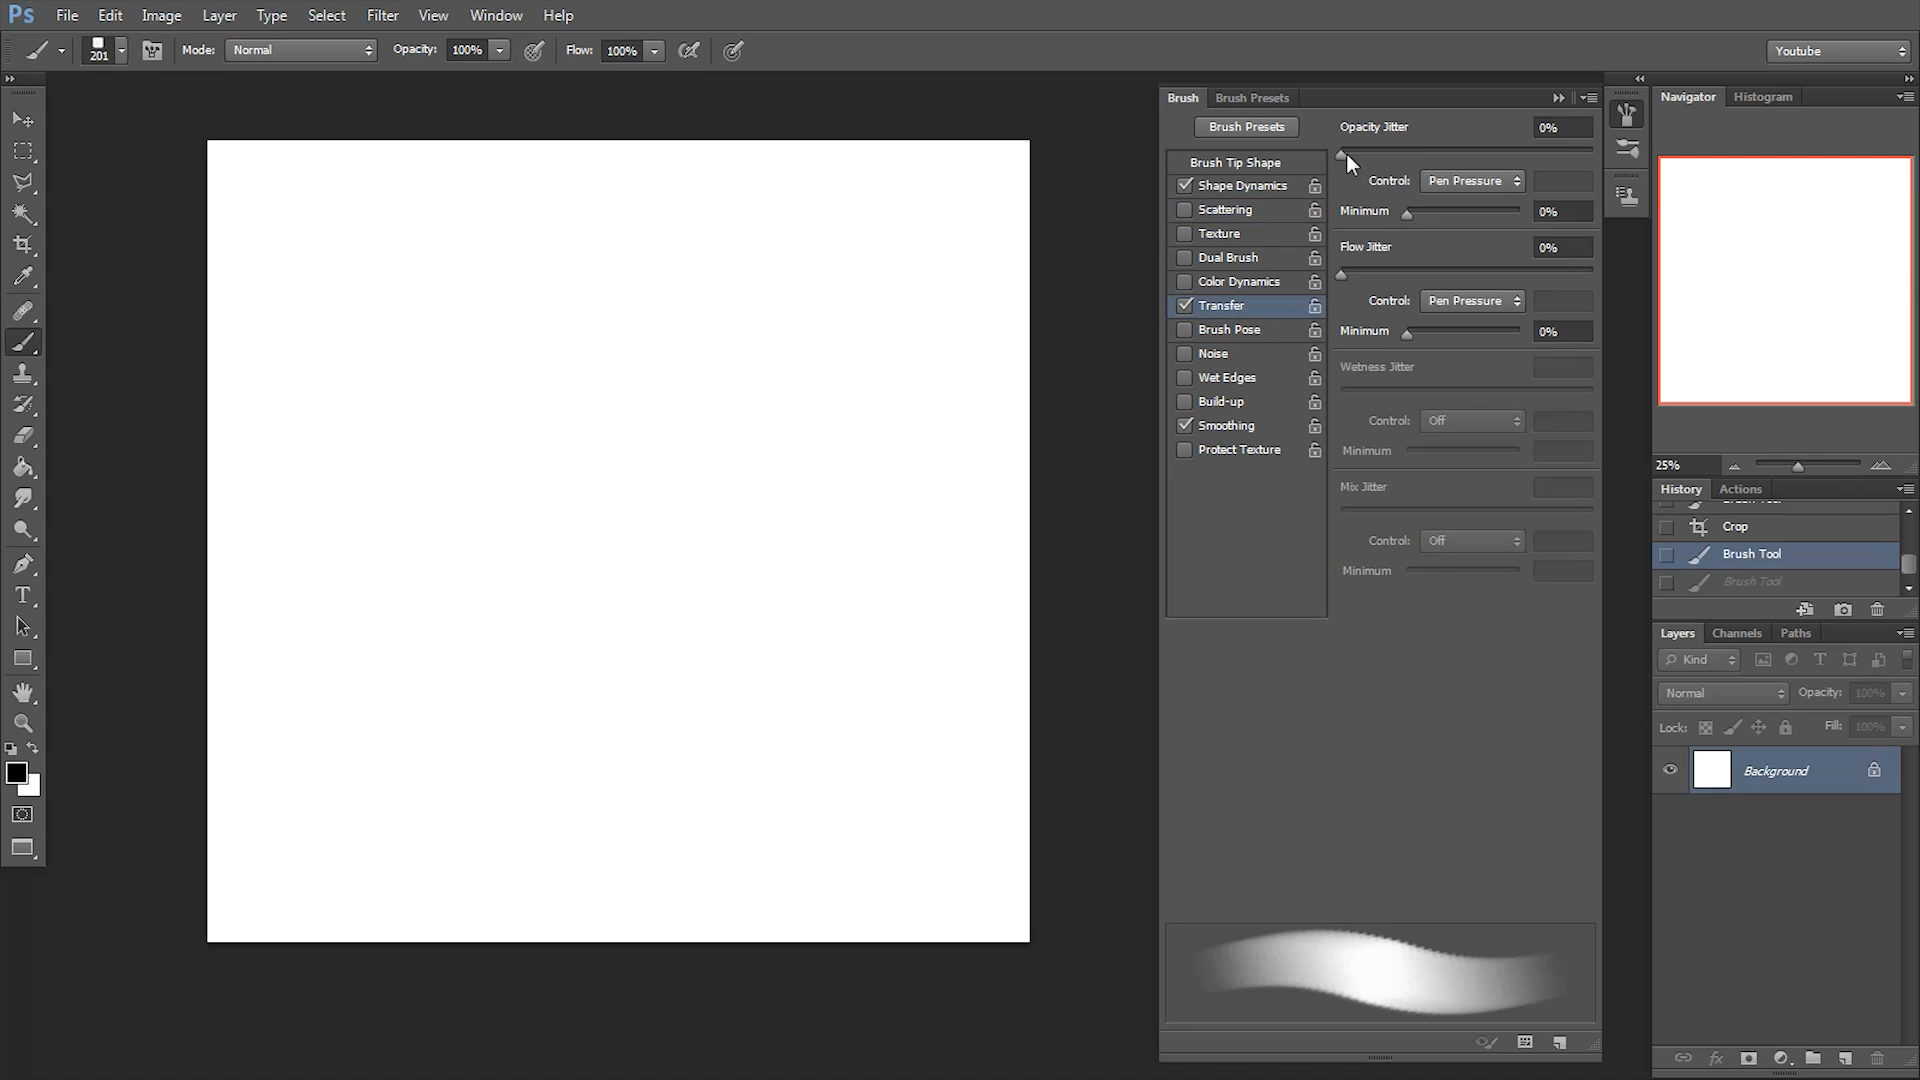 Ps File Edit Image Layer Type Select Filter View Window Help
201 Mode: Normal Opacity: 100% Flow: 100% Youtube
Brush Brush Presets
Navigator Histogram
Brush Presets
Opacity Jitter 0%
Brush Tip Shape
Shape Dynamics
Control: Pen Pressure
Scattering
Minimum 0%
Texture
Flow Jitter 0%
Dual Brush
Color Dynamics
Transfer
Control: Pen Pressure
Brush Pose
Minimum 0%
Noise
Wetness Jitter
Wet Edges
Build-up
Control: Off
Smoothing
Protect Texture
Minimum
25%
Mix Jitter
History Actions
Brush Tool
Crop
Control: Off
Brush Tool
Minimum
Brush Tool
Layers Channels Paths
Kind
Normal Opacity: 100%
Lock: Fill: 100%
Background